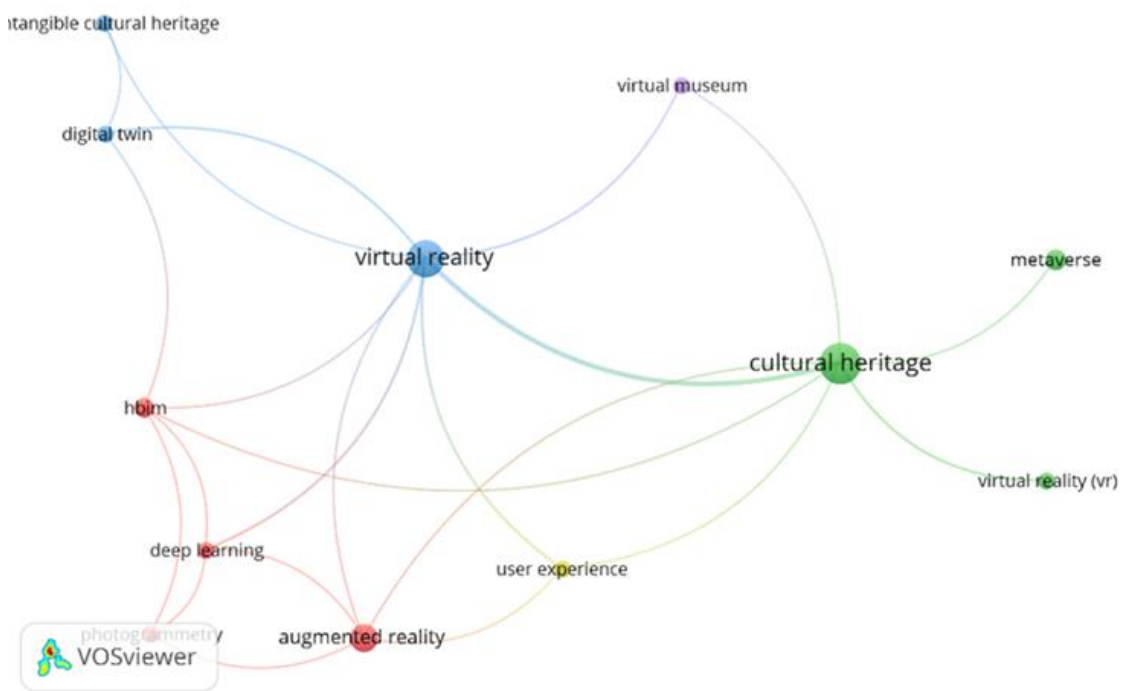 ntangible cultural heritage
virtual museum
digital twin
virtual reality
metaverse
cultural heritage
hbim
virtual reality (vr)
deep learning
user experience
photogrammetry
augmented reality
VOSviewer